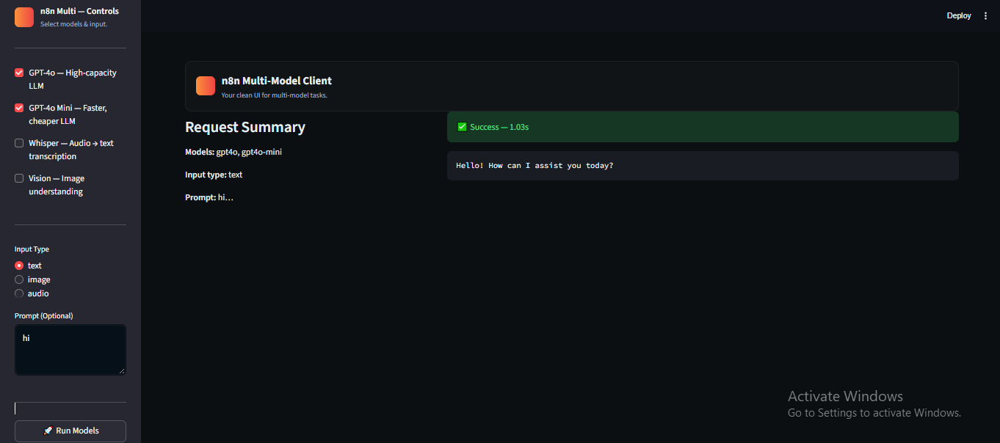 n8n Multi — Controls
Select models & input.
GPT-4o — High-capacity
LLM
GPT-4o Mini — Faster,
cheaper LLM
Whisper — Audio → text
transcription
Vision — Image
understanding
Input Type
text
image
audio
Prompt (Optional)
hi
🚀 Run Models
Deploy
n8n Multi-Model Client
Your clean UI for multi-model tasks.
Request Summary
Models: gpt4o, gpt4o-mini
Input type: text
Prompt: hi…
✅ Success — 1.03s
Hello! How can I assist you today?
Activate Windows
Go to Settings to activate Windows.